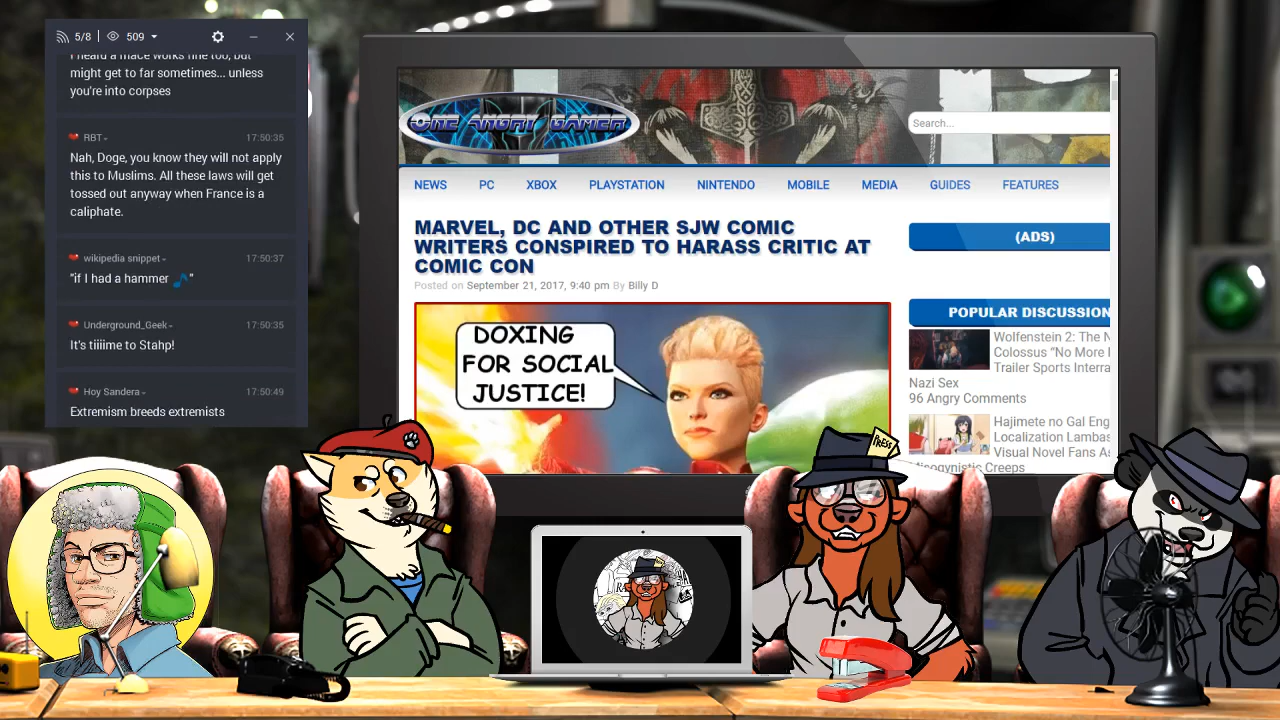 5/8 | 509
I heard a mace works fine too, but
might get to far sometimes... unless
you're into corpses
RBT 17:50:35
Nah, Doge, you know they will not apply
this to Muslims. All these laws will get
tossed out anyway when France is a
caliphate.
wikipedia snippet 17:50:37
"if I had a hammer 🎵"
Underground_Geek 17:50:35
It's tiiiime to Stahp!
Hoy Sandera 17:50:49
Extremism breeds extremists
ONE ANGRY GAMER
Search...
NEWS PC XBOX PLAYSTATION NINTENDO MOBILE MEDIA GUIDES FEATURES
MARVEL, DC AND OTHER SJW COMIC
WRITERS CONSPIRED TO HARASS CRITIC AT
COMIC CON
Posted on September 21, 2017, 9:40 pm By Billy D
DOXING
FOR SOCIAL
JUSTICE!
(ADS)
POPULAR DISCUSSION
Wolfenstein 2: The N
Colossus "No More
Trailer Sports Interra
Nazi Sex
96 Angry Comments
Hajimete no Gal Eng
Localization Lambas
Visual Novel Fans As
Misogynistic Creeps
PRESS